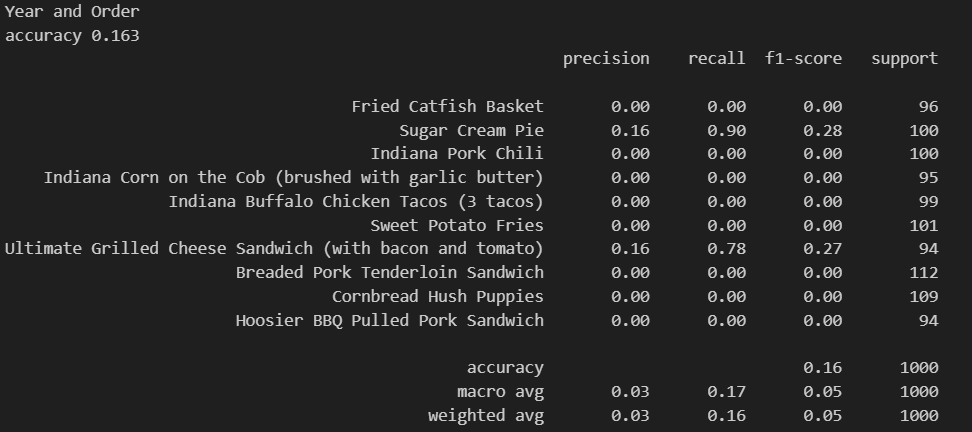 Year and Order
accuracy 0.163
precision recall f1-score support
Fried Catfish Basket 0.00 0.00 0.00 96
Sugar Cream Pie 0.16 0.90 0.28 100
Indiana Pork Chili 0.00 0.00 0.00 100
Indiana Corn on the Cob (brushed with garlic butter) 0.00 0.00 0.00 95
Indiana Buffalo Chicken Tacos (3 tacos) 0.00 0.00 0.00 99
Sweet Potato Fries 0.00 0.00 0.00 101
Ultimate Grilled Cheese Sandwich (with bacon and tomato) 0.16 0.78 0.27 94
Breaded Pork Tenderloin Sandwich 0.00 0.00 0.00 112
Cornbread Hush Puppies 0.00 0.00 0.00 109
Hoosier BBQ Pulled Pork Sandwich 0.00 0.00 0.00 94
accuracy 0.16 1000
macro avg 0.03 0.17 0.05 1000
weighted avg 0.03 0.16 0.05 1000